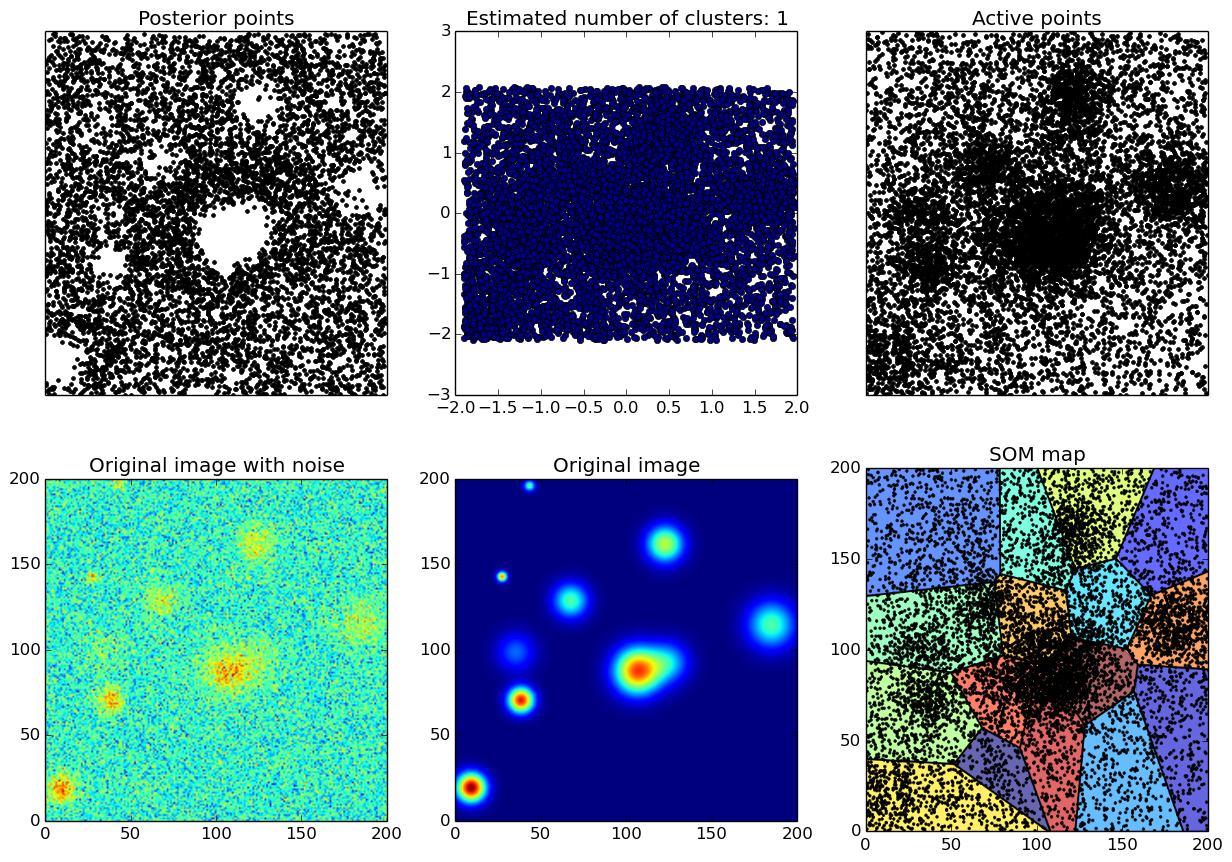 Posterior points
Estimated number of clusters: 1
Active points
3
2
1
0
−1
−2
−3
−2.0 −1.5 −1.0 −0.5 0.0 0.5 1.0 1.5 2.0
Original image with noise
Original image
SOM map
200
150
100
50
0
0 50 100 150 200
200
150
100
50
0
0 50 100 150 200
200
150
100
50
0
0 50 100 150 200